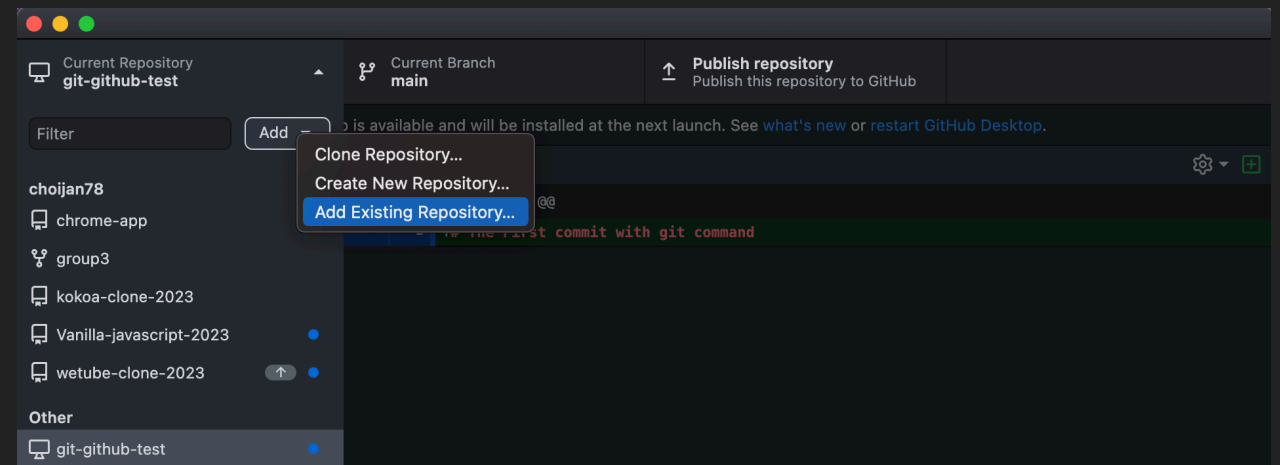 Current Repository
git-github-test
Current Branch
main
Publish repository
Publish this repository to GitHub
Filter
Add
is available and will be installed at the next launch. See what's new or restart GitHub Desktop.
Clone Repository...
Create New Repository...
Add Existing Repository...
@@
first commit with git command
choijan78
chrome-app
group3
kokoa-clone-2023
Vanilla-javascript-2023
wetube-clone-2023
Other
git-github-test